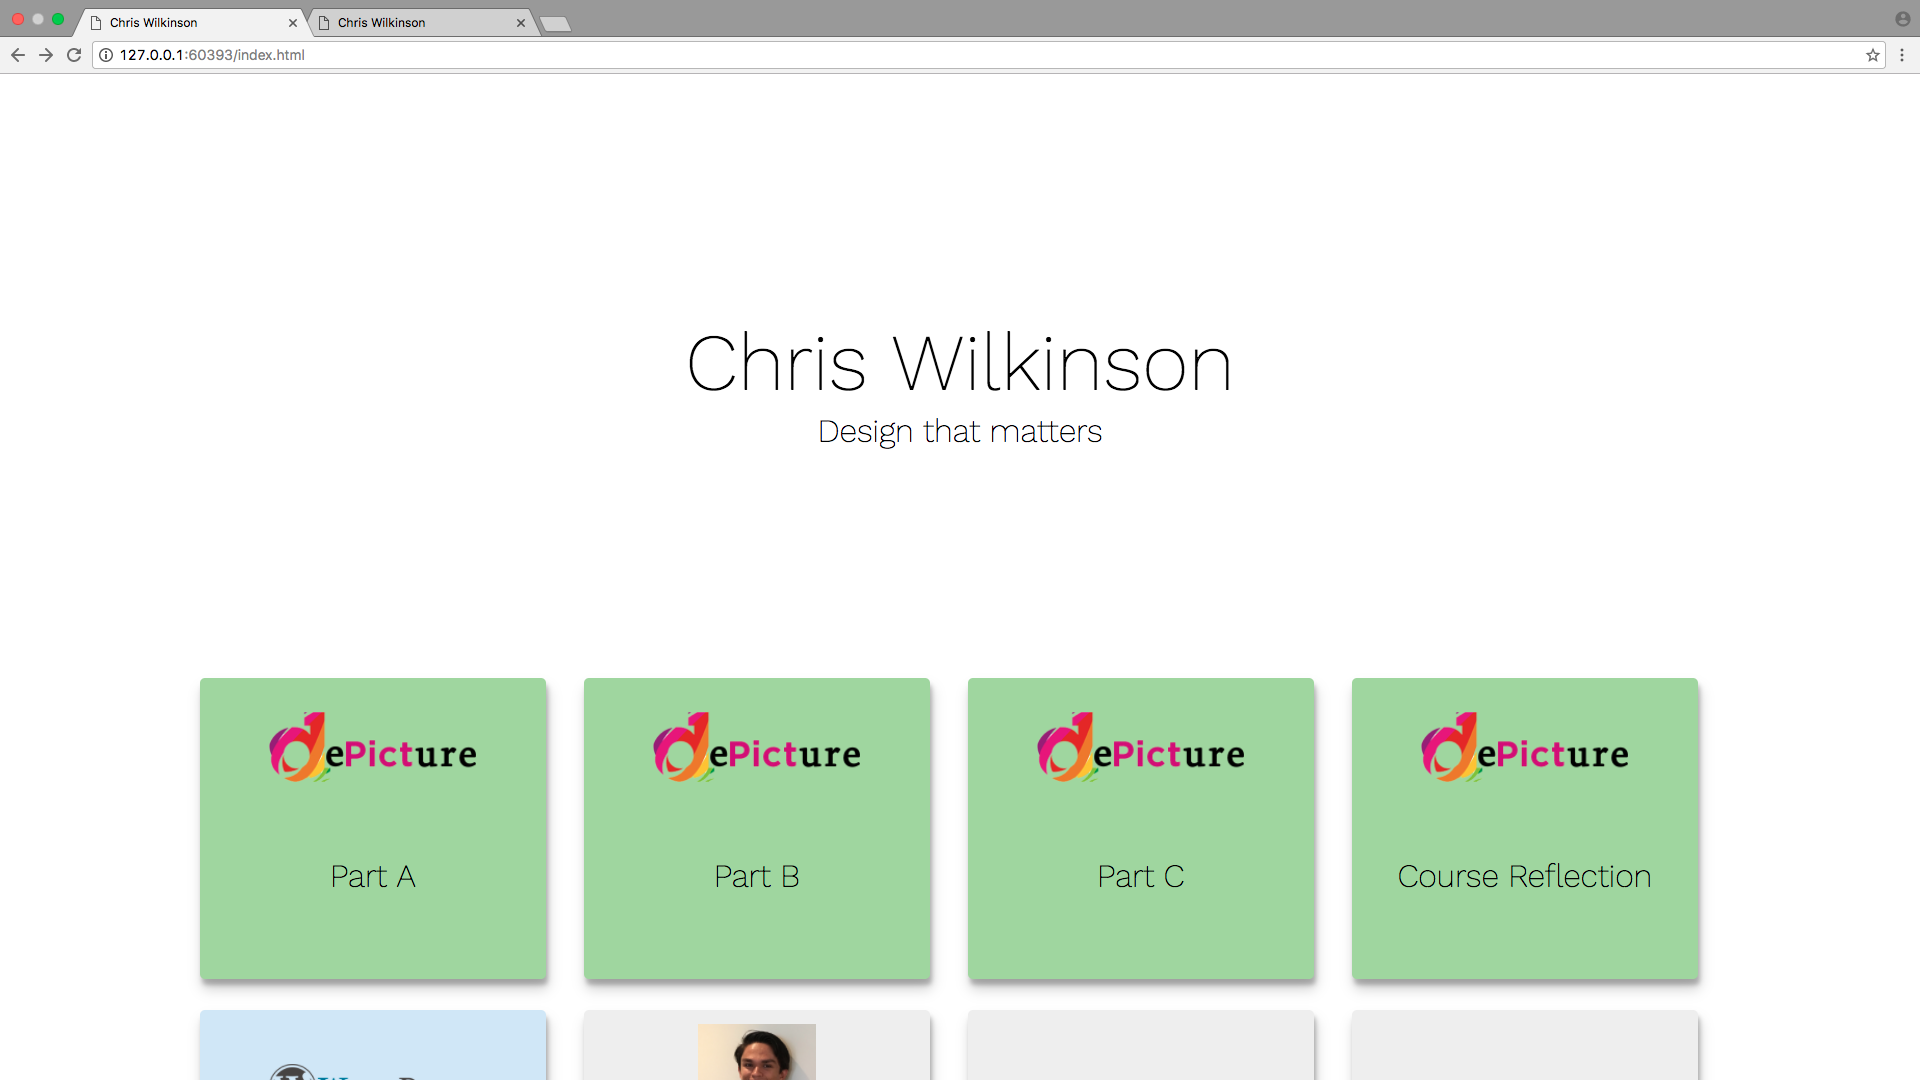 Chris Wilkinson
Chris Wilkinson
127.0.0.1:60393/index.html
Chris Wilkinson
Design that matters
dePicture
dePicture
dePicture
dePicture
Part A
Part B
Part C
Course Reflection